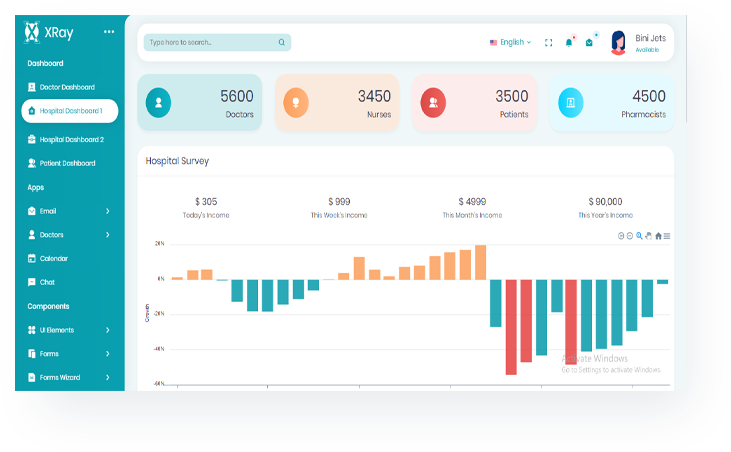 XRay
Dashboard
Doctor Dashboard
Hospital Dashboard 1
Hospital Dashboard 2
Patient Dashboard
Apps
Email
Doctors
Calendar
Chat
Components
UI Elements
Forms
Forms Wizard
Type here to search...
English
Bini Jets
Available
5600
Doctors
3450
Nurses
3500
Patients
4500
Pharmacists
Hospital Survey
$ 305
Today's Income
$ 999
This Week's Income
$ 4999
This Month's Income
$ 90,000
This Year's Income
20%
0%
-20%
-40%
-60%
Growth
Activate Windows
Go to Settings to activate Windows.